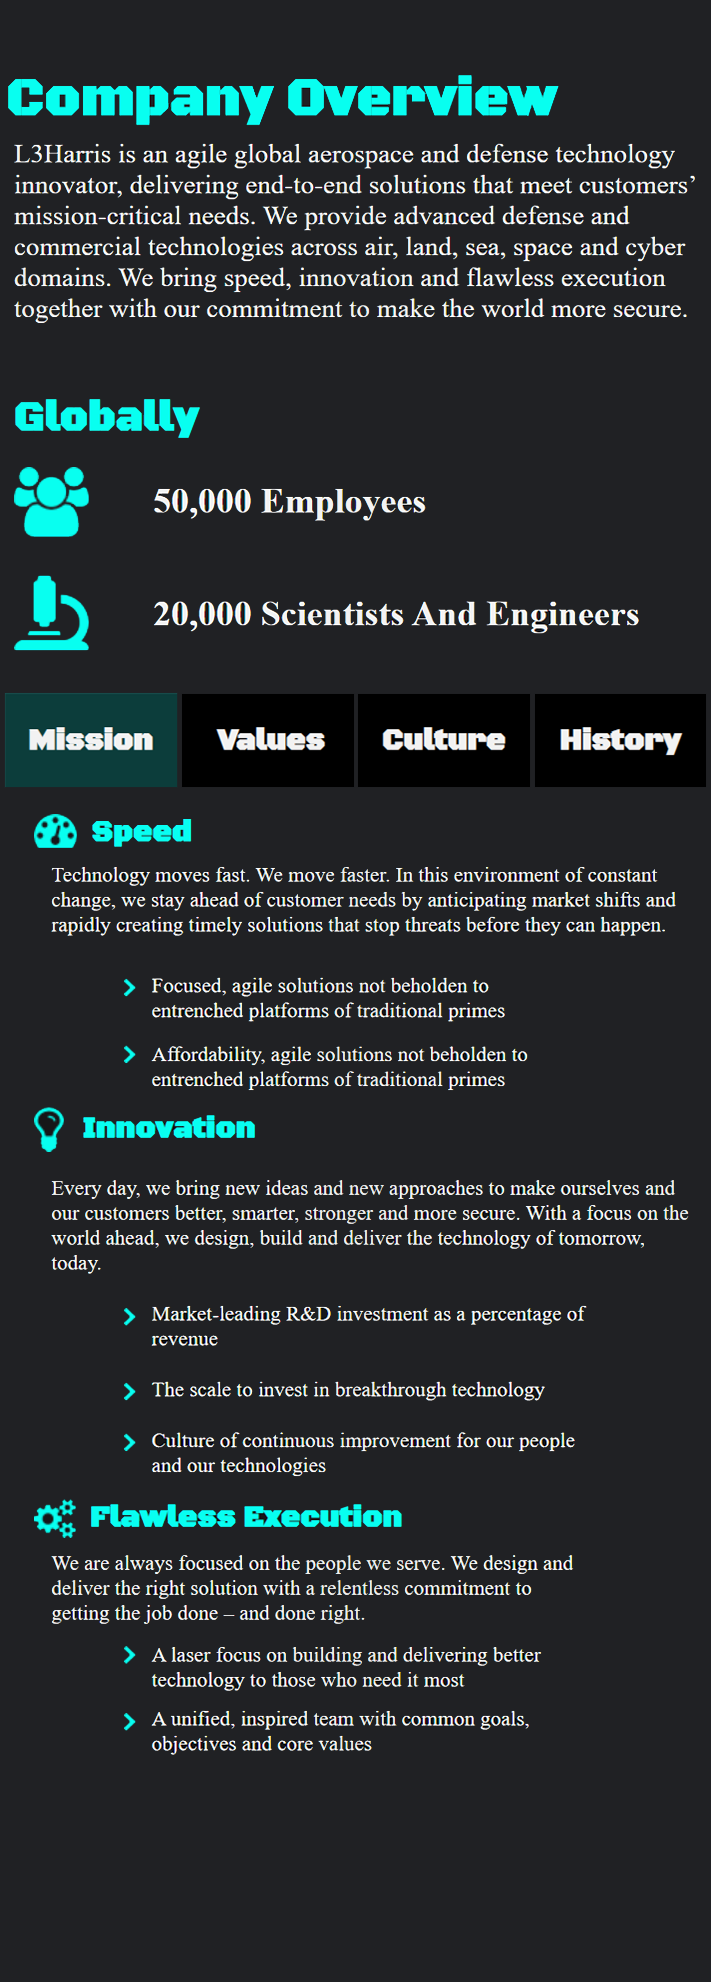 Company Overview
L3Harris is an agile global aerospace and defense technology
innovator, delivering end-to-end solutions that meet customers’
mission-critical needs. We provide advanced defense and
commercial technologies across air, land, sea, space and cyber
domains. We bring speed, innovation and flawless execution
together with our commitment to make the world more secure.
Globally
50,000 Employees
20,000 Scientists And Engineers
Mission Values Culture History
Speed
Technology moves fast. We move faster. In this environment of constant
change, we stay ahead of customer needs by anticipating market shifts and
rapidly creating timely solutions that stop threats before they can happen.
Focused, agile solutions not beholden to
entrenched platforms of traditional primes
Affordability, agile solutions not beholden to
entrenched platforms of traditional primes
Innovation
Every day, we bring new ideas and new approaches to make ourselves and
our customers better, smarter, stronger and more secure. With a focus on the
world ahead, we design, build and deliver the technology of tomorrow,
today.
Market-leading R&D investment as a percentage of
revenue
The scale to invest in breakthrough technology
Culture of continuous improvement for our people
and our technologies
Flawless Execution
We are always focused on the people we serve. We design and
deliver the right solution with a relentless commitment to
getting the job done – and done right.
A laser focus on building and delivering better
technology to those who need it most
A unified, inspired team with common goals,
objectives and core values